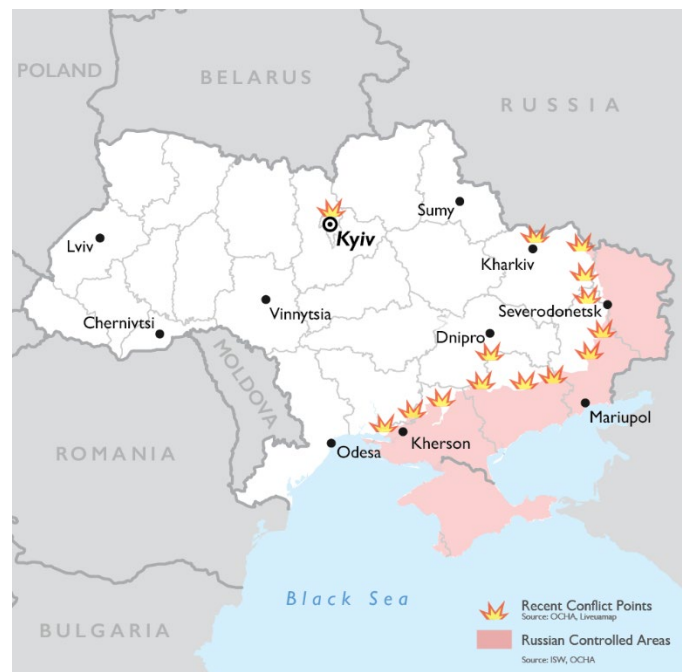 POLAND
BELARUS
RUSSIA
Sumy
Lviv
Kyiv
Kharkiv
Vinnytsia
Severodonetsk
Chernivtsi
Dnipro
MOLDOVA
Mariupol
ROMANIA
Odesa
Kherson
Black Sea
Recent Conflict Points
Source: OCHA, Liveuamap
BULGARIA
Russian Controlled Areas
Source: ISW, OCHA